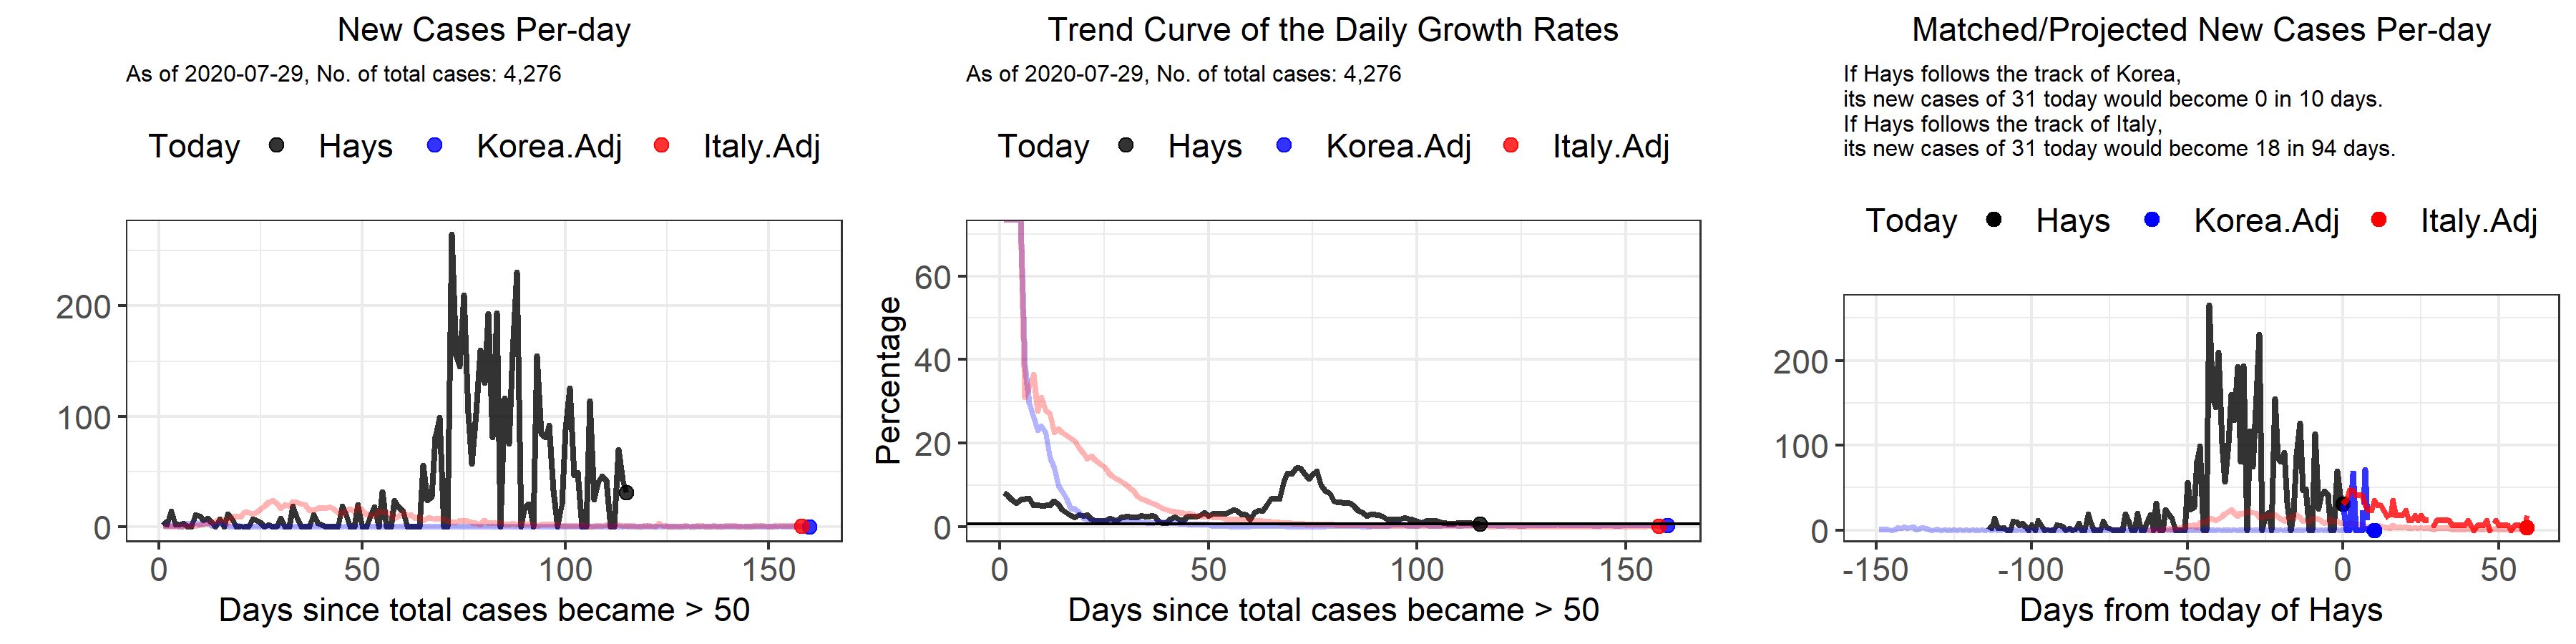 New Cases Per-day
As of 2020-07-29, No. of total cases: 4,276
Today Hays Korea.Adj Italy.Adj
200
100
0
0 50 100 150
Days since total cases became > 50
Trend Curve of the Daily Growth Rates
As of 2020-07-29, No. of total cases: 4,276
Today Hays Korea.Adj Italy.Adj
Percentage
60
40
20
0
0 50 100 150
Days since total cases became > 50
Matched/Projected New Cases Per-day
If Hays follows the track of Korea,
its new cases of 31 today would become 0 in 10 days.
If Hays follows the track of Italy,
its new cases of 31 today would become 18 in 94 days.
Today Hays Korea.Adj Italy.Adj
200
100
0
-150 -100 -50 0 50
Days from today of Hays